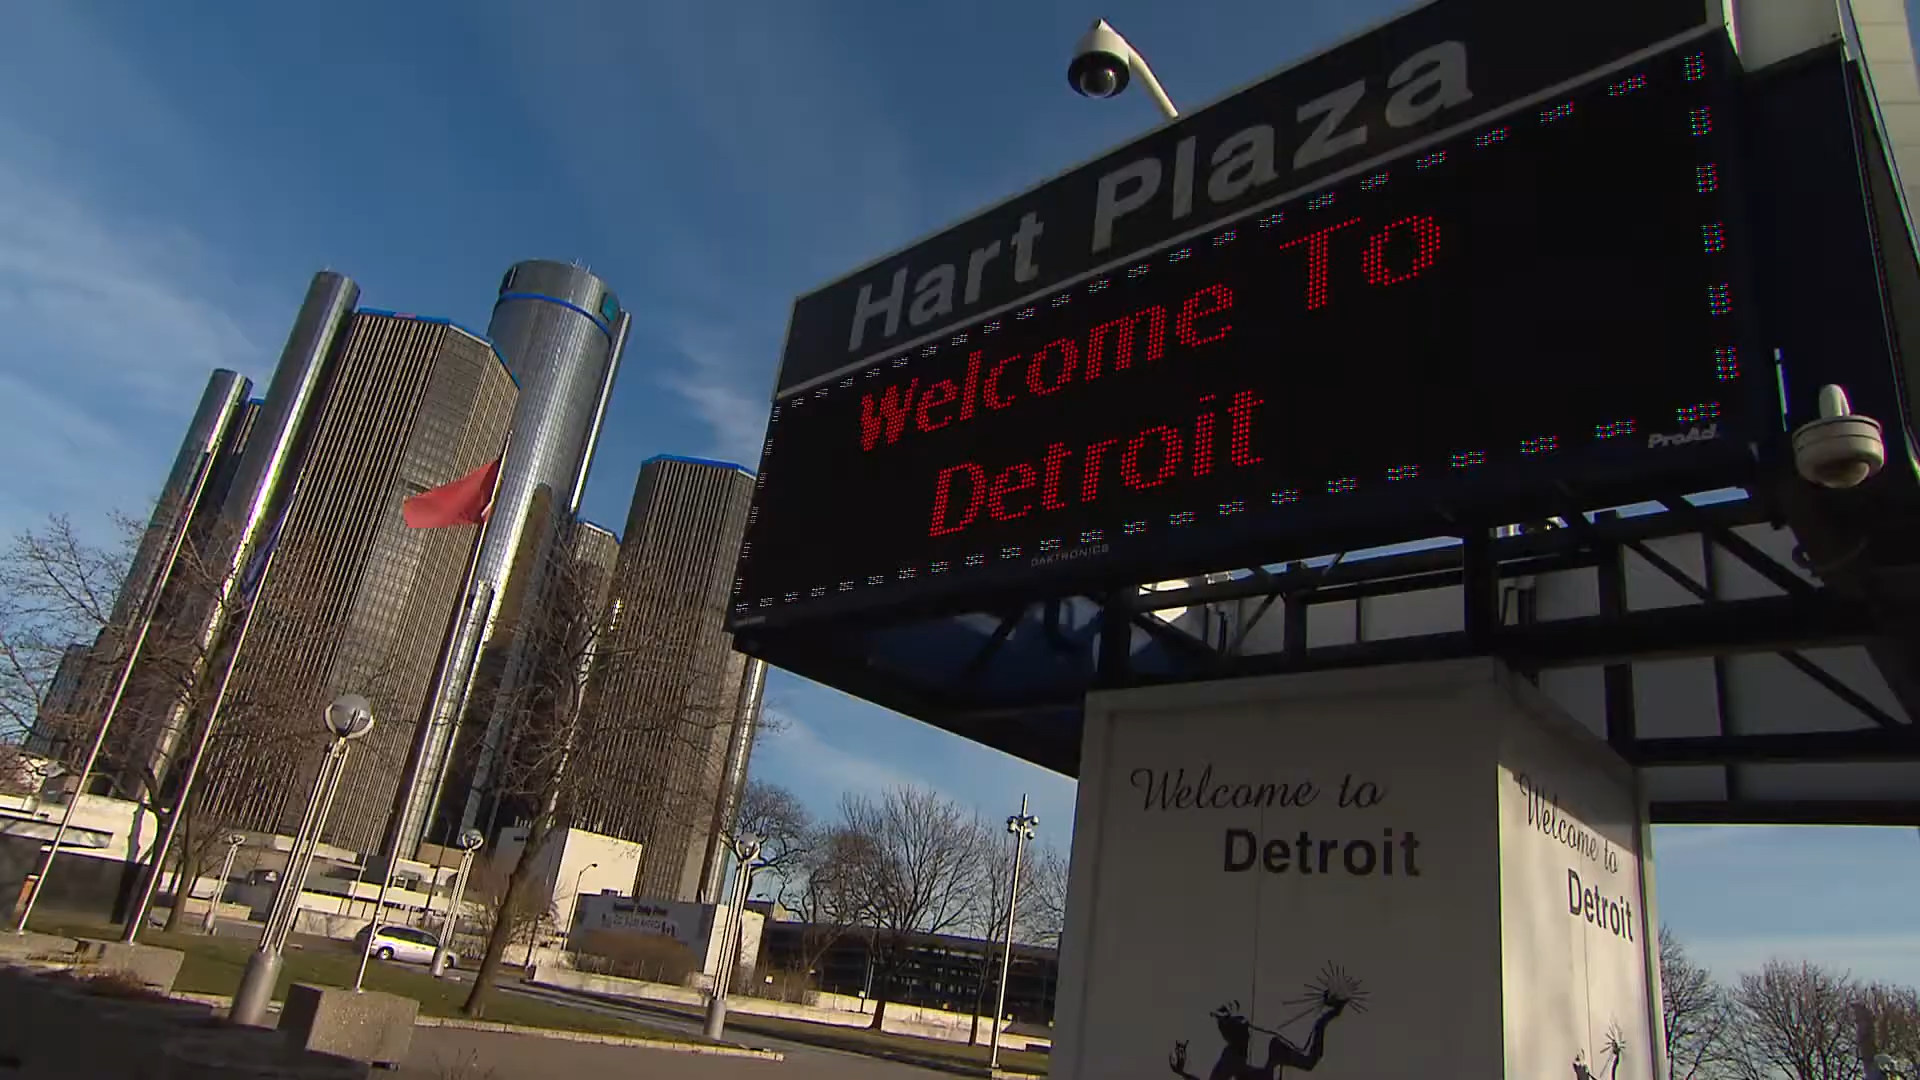 Hart Plaza
Welcome To
Detroit
ProAd
DAKTRONICS
Welcome to
Detroit
Welcome to
Detroit